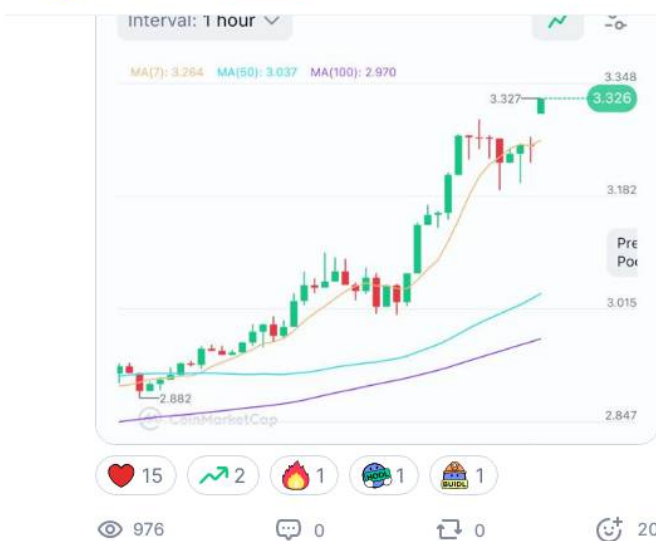 Interval: 1 hour
MA(7): 3.264 MA(50): 3.037 MA(100): 2.970
3.348
3.327
3.326
3.182
Pre
Poe
3.015
2.882
2.847
CoinMarketCap
15 2 1 HODL 1 BUIDL 1
976 0 0 20